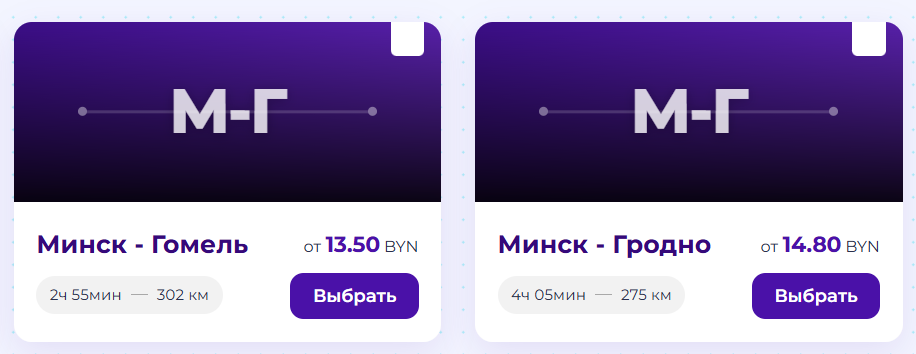 М-Г
Минск - Гомель
от 13.50 BYN
2ч 55мин — 302 км
Выбрать
М-Г
Минск - Гродно
от 14.80 BYN
4ч 05мин — 275 км
Выбрать